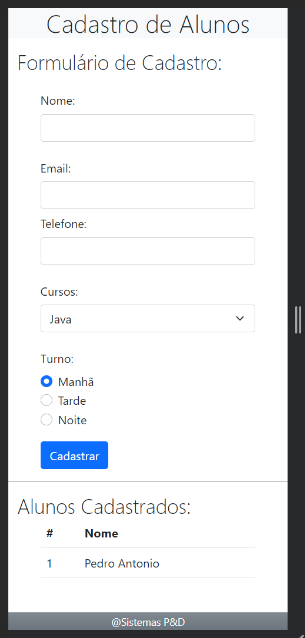 Cadastro de Alunos
Formulário de Cadastro:
Nome:
Email:
Telefone:
Cursos:
Java
Turno:
Manhã
Tarde
Noite
Cadastrar
Alunos Cadastrados:
# Nome
1 Pedro Antonio
@Sistemas P&D